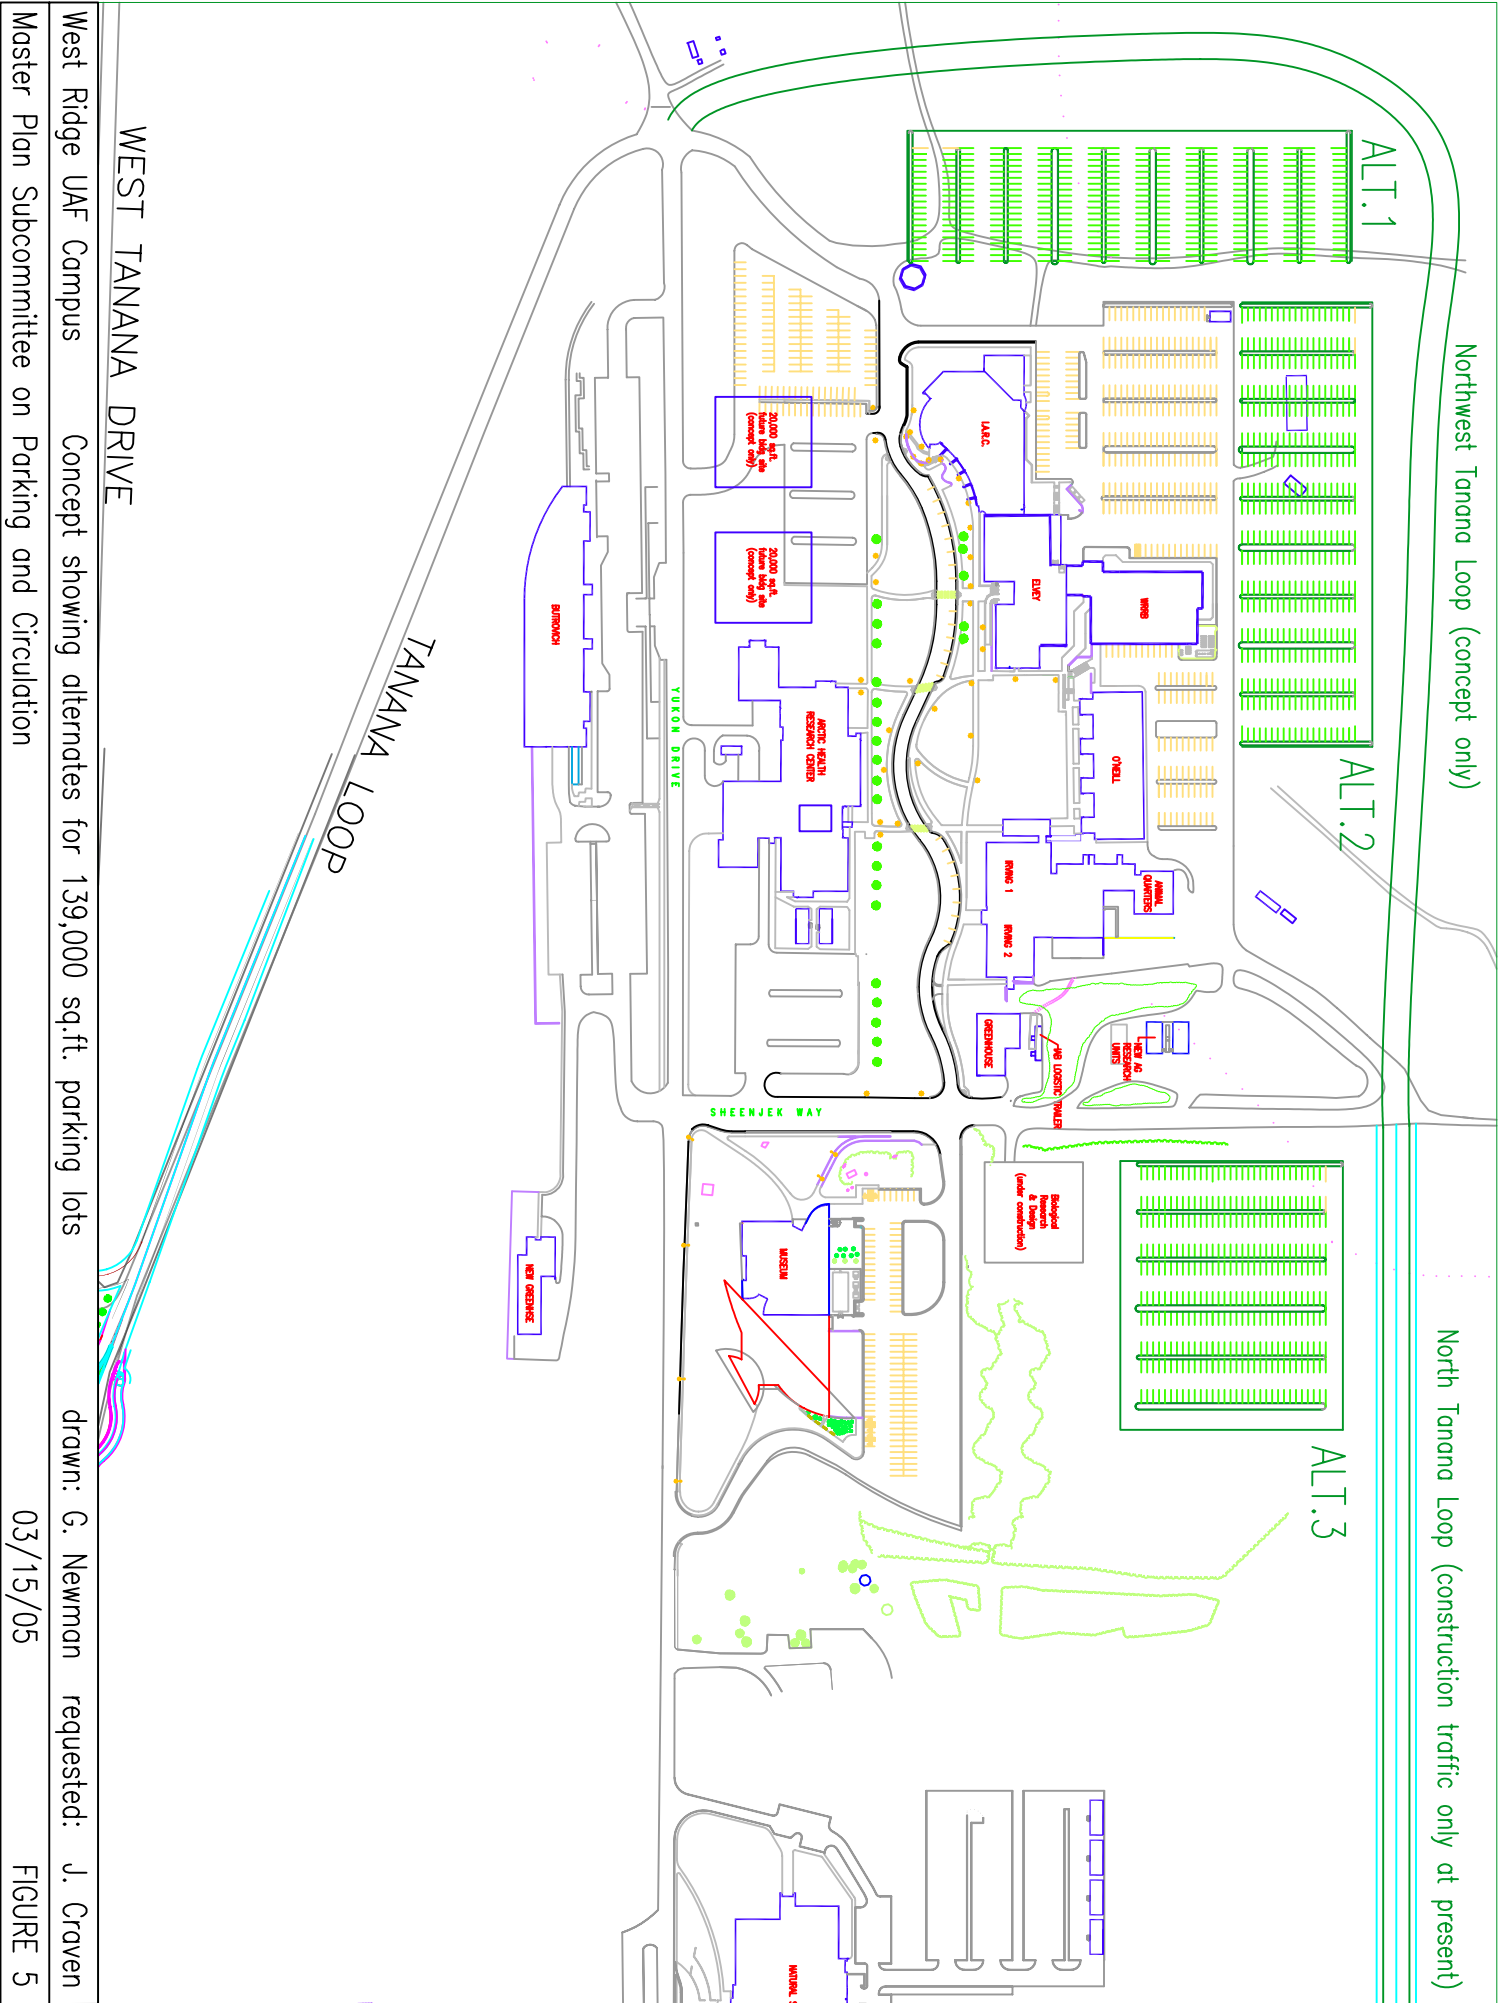 Northwest Tanana Loop (concept only)
North Tanana Loop (construction traffic only at present)
ALT.1
ALT.2
ALT.3
I.A.R.C.
ELVEY
WRRB
O'NEILL
ANIMAL
QUARTERS
IRVING 1
IRVING 2
GREENHOUSE
IAB LOGISTIC TRAILER
NEW AG
RESEARCH
UNITS
Biological
Research
& Design
(under construction)
20,000 sq.ft.
future bldg site
(concept only)
20,000 sq.ft.
future bldg site
(concept only)
ARCTIC HEALTH
RESEARCH CENTER
SHEENJEK WAY
MUSEUM
NATURAL S
YUKON DRIVE
BUTROVICH
NEW GREENHSE
TANANA LOOP
WEST TANANA DRIVE
West Ridge UAF Campus Concept showing alternates for 139,000 sq.ft. parking lots drawn: G. Newman requested: J. Craven
Master Plan Subcommittee on Parking and Circulation 03/15/05 FIGURE 5